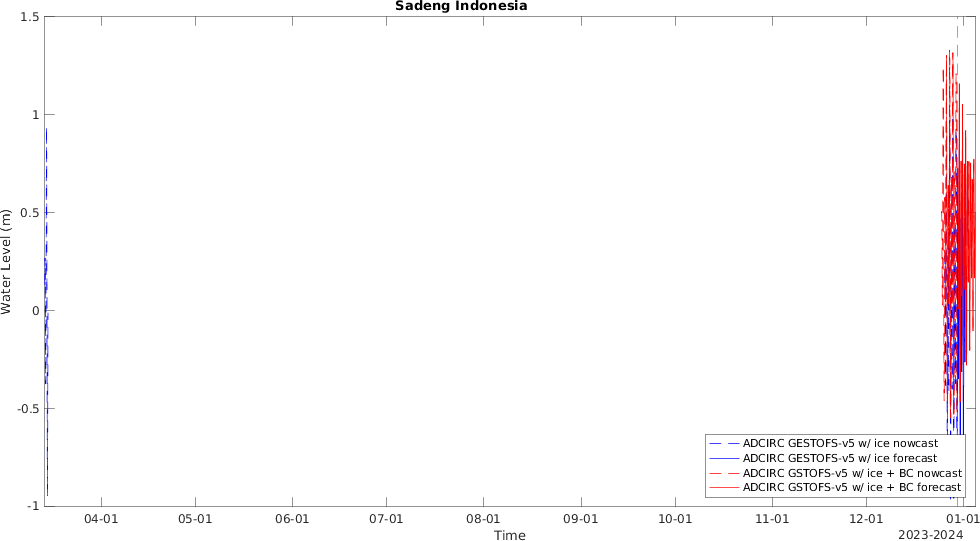 Sadeng Indonesia
1.5
1
0.5
0
-0.5
-1
Water Level (m)
04-01 05-01 06-01 07-01 08-01 09-01 10-01 11-01 12-01 01-01
Time
2023-2024
ADCIRC GESTOFS-v5 w/ ice nowcast
ADCIRC GESTOFS-v5 w/ ice forecast
ADCIRC GSTOFS-v5 w/ ice + BC nowcast
ADCIRC GSTOFS-v5 w/ ice + BC forecast